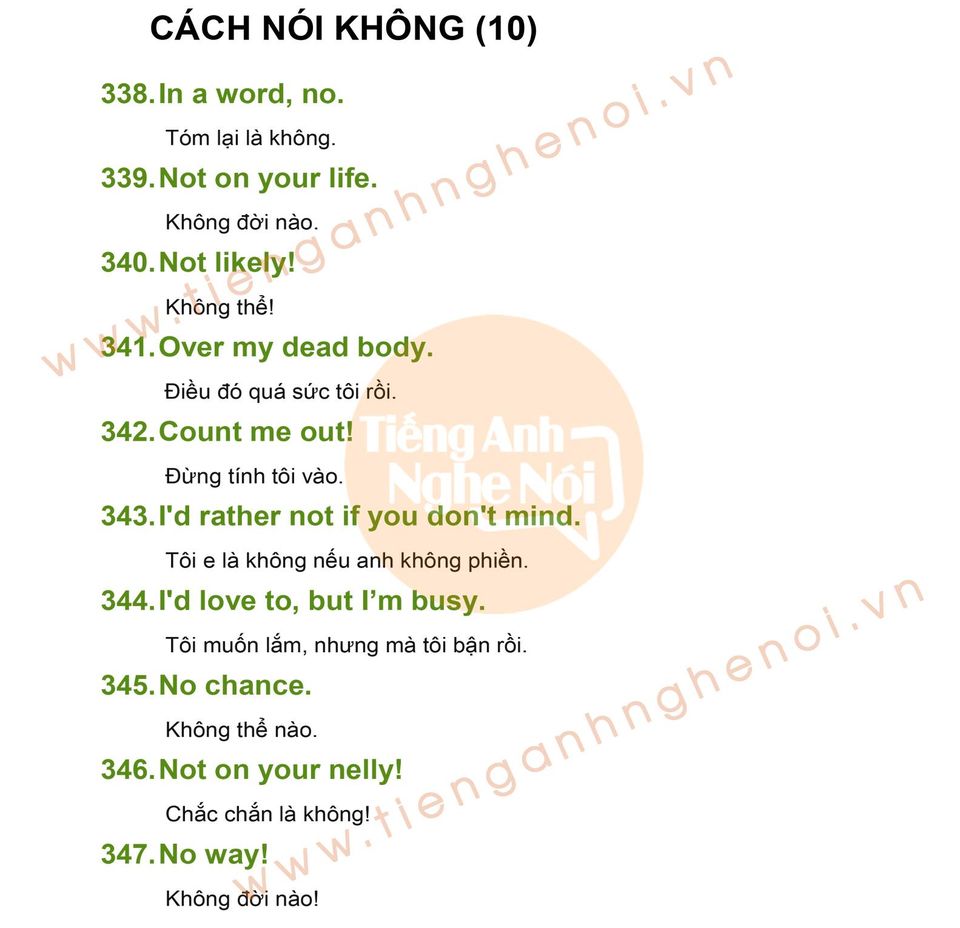 CÁCH NÓI KHÔNG (10)
338. In a word, no.
Tóm lại là không.
339. Not on your life.
Không đời nào.
340. Not likely!
Không thể!
341. Over my dead body.
Điều đó quá sức tôi rồi.
342. Count me out!
Đừng tính tôi vào.
343. I'd rather not if you don't mind.
Tôi e là không nếu anh không phiền.
344. I'd love to, but I’m busy.
Tôi muốn lắm, nhưng mà tôi bận rồi.
345. No chance.
Không thể nào.
346. Not on your nelly!
Chắc chắn là không!
347. No way!
Không đời nào!
www.tienganhnghenoi.vn
Tiếng Anh
Nghe Nói
www.tienganhnghenoi.vn